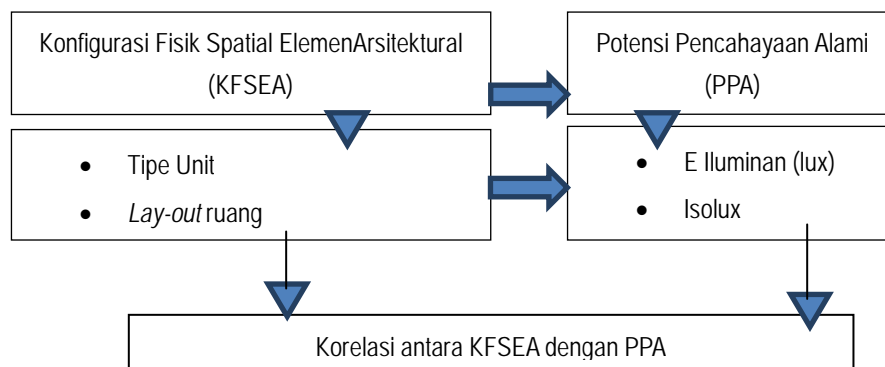 Konfigurasi Fisik Spatial ElemenArsitektural
(KFSEA)
Potensi Pencahayaan Alami
(PPA)
• Tipe Unit
• Lay-out ruang
• E Iluminan (lux)
• Isolux
Korelasi antara KFSEA dengan PPA